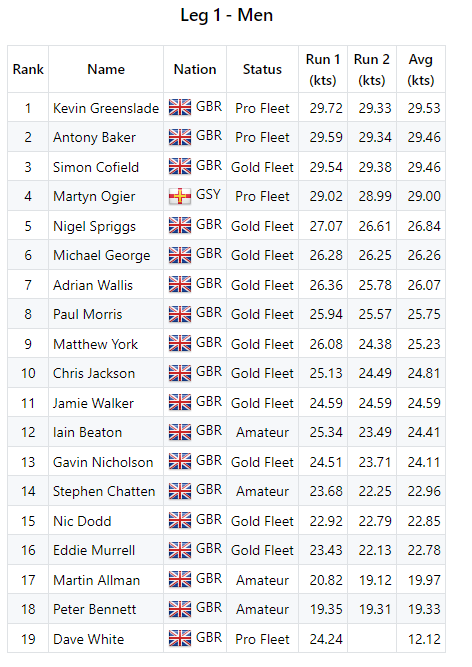 Leg 1 - Men
Rank Name Nation Status Run 1 (kts) Run 2 (kts) Avg (kts)
1 Kevin Greenslade GBR Pro Fleet 29.72 29.33 29.53
2 Antony Baker GBR Pro Fleet 29.59 29.34 29.46
3 Simon Cofield GBR Gold Fleet 29.54 29.38 29.46
4 Martyn Ogier GSY Pro Fleet 29.02 28.99 29.00
5 Nigel Spriggs GBR Gold Fleet 27.07 26.61 26.84
6 Michael George GBR Gold Fleet 26.28 26.25 26.26
7 Adrian Wallis GBR Gold Fleet 26.36 25.78 26.07
8 Paul Morris GBR Gold Fleet 25.94 25.57 25.75
9 Matthew York GBR Gold Fleet 26.08 24.38 25.23
10 Chris Jackson GBR Gold Fleet 25.13 24.49 24.81
11 Jamie Walker GBR Gold Fleet 24.59 24.59 24.59
12 Iain Beaton GBR Amateur 25.34 23.49 24.41
13 Gavin Nicholson GBR Gold Fleet 24.51 23.71 24.11
14 Stephen Chatten GBR Amateur 23.68 22.25 22.96
15 Nic Dodd GBR Gold Fleet 22.92 22.79 22.85
16 Eddie Murrell GBR Gold Fleet 23.43 22.13 22.78
17 Martin Allman GBR Amateur 20.82 19.12 19.97
18 Peter Bennett GBR Amateur 19.35 19.31 19.33
19 Dave White GBR Pro Fleet 24.24 12.12